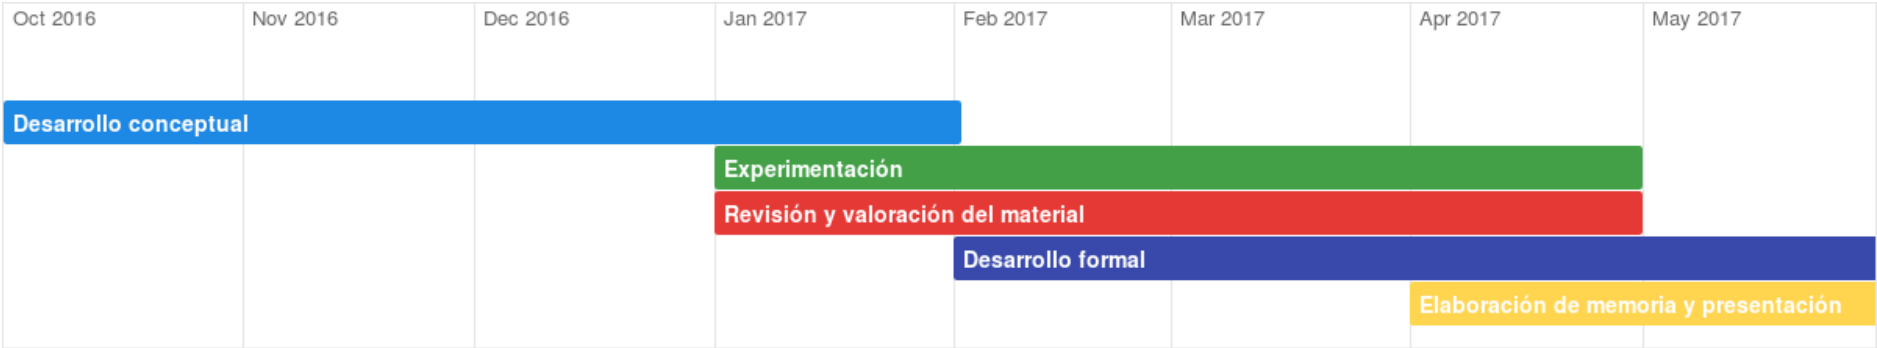 Oct 2016 Nov 2016 Dec 2016 Jan 2017 Feb 2017 Mar 2017 Apr 2017 May 2017
Desarrollo conceptual
Experimentación
Revisión y valoración del material
Desarrollo formal
Elaboración de memoria y presentación